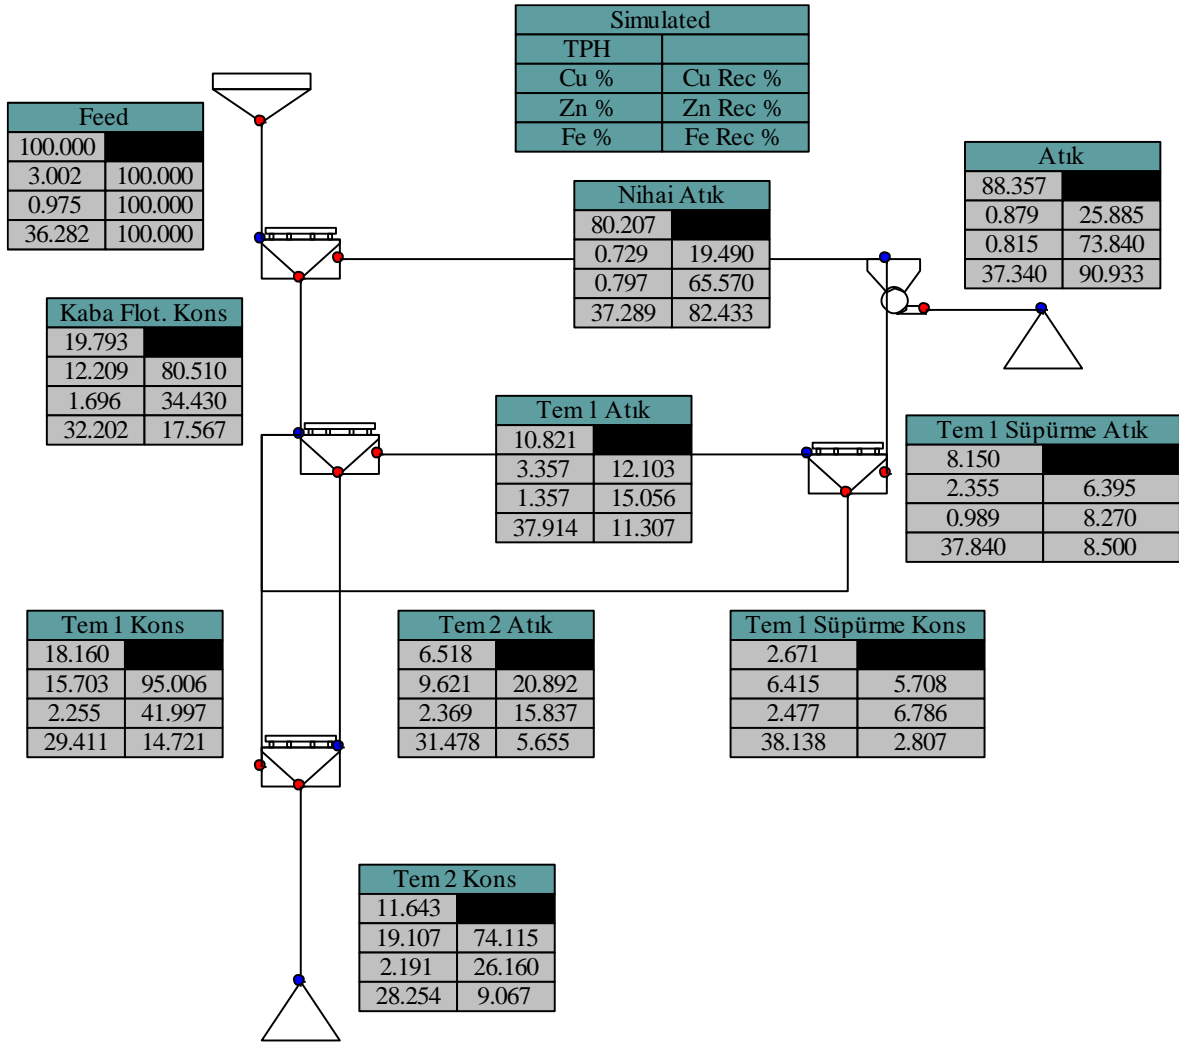 Simulated
TPH
Cu % Cu Rec %
Zn % Zn Rec %
Fe % Fe Rec %
Feed
100.000
3.002 100.000
0.975 100.000
36.282 100.000
Nihai Atık
80.207
0.729 19.490
0.797 65.570
37.289 82.433
Atık
88.357
0.879 25.885
0.815 73.840
37.340 90.933
Kaba Flot. Kons
19.793
12.209 80.510
1.696 34.430
32.202 17.567
Tem 1 Atık
10.821
3.357 12.103
1.357 15.056
37.914 11.307
Tem 1 Süpürme Atık
8.150
2.355 6.395
0.989 8.270
37.840 8.500
Tem 1 Kons
18.160
15.703 95.006
2.255 41.997
29.411 14.721
Tem 2 Atık
6.518
9.621 20.892
2.369 15.837
31.478 5.655
Tem 1 Süpürme Kons
2.671
6.415 5.708
2.477 6.786
38.138 2.807
Tem 2 Kons
11.643
19.107 74.115
2.191 26.160
28.254 9.067